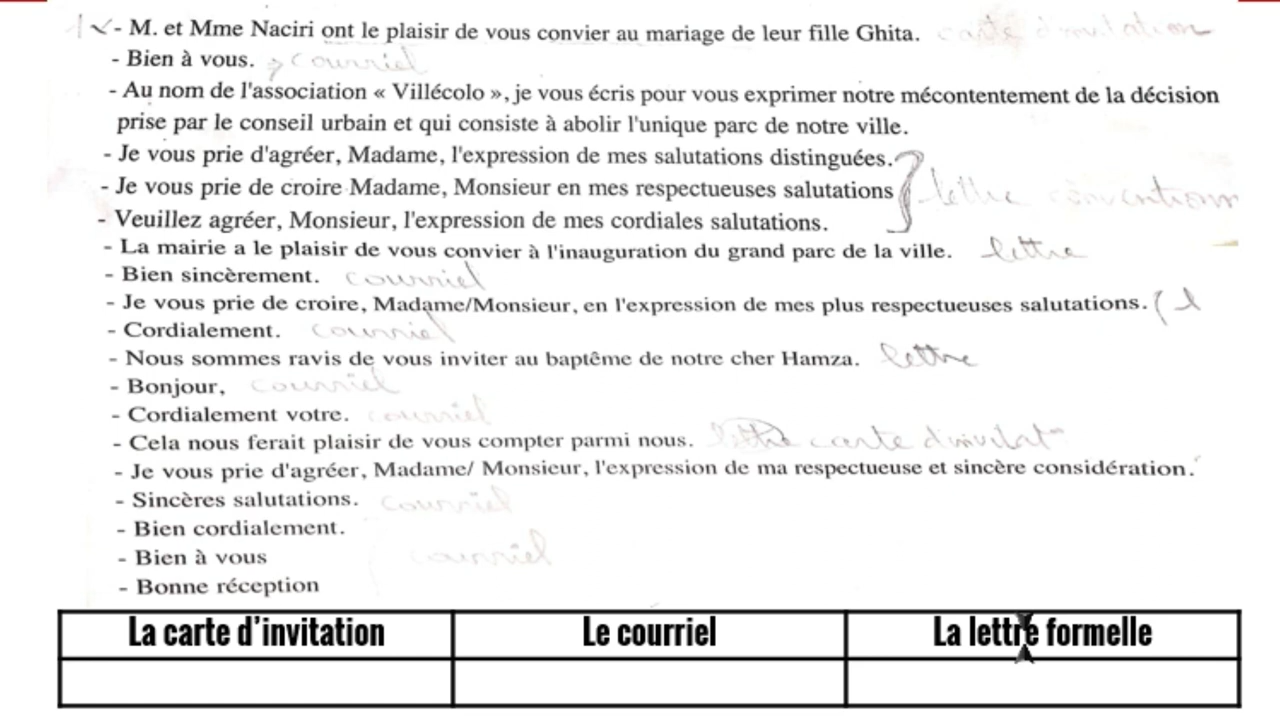 - M. et Mme Naciri ont le plaisir de vous convier au mariage de leur fille Ghita. carte d'invitation
- Bien à vous. → courriel
- Au nom de l'association « Villécolo », je vous écris pour vous exprimer notre mécontentement de la décision
prise par le conseil urbain et qui consiste à abolir l'unique parc de notre ville.
- Je vous prie d'agréer, Madame, l'expression de mes salutations distinguées.
- Je vous prie de croire Madame, Monsieur en mes respectueuses salutations lettre
- Veuillez agréer, Monsieur, l'expression de mes cordiales salutations.
- La mairie a le plaisir de vous convier à l'inauguration du grand parc de la ville. lettre
- Bien sincèrement. courriel
- Je vous prie de croire, Madame/Monsieur, en l'expression de mes plus respectueuses salutations. ( l
- Cordialement. courriel
- Nous sommes ravis de vous inviter au baptême de notre cher Hamza. lettre
- Bonjour, courriel
- Cordialement votre. courriel
- Cela nous ferait plaisir de vous compter parmi nous. lettre carte d'invitat°
- Je vous prie d'agréer, Madame/ Monsieur, l'expression de ma respectueuse et sincère considération.
- Sincères salutations. courriel
- Bien cordialement.
- Bien à vous courriel
- Bonne réception
La carte d'invitation Le courriel La lettre formelle